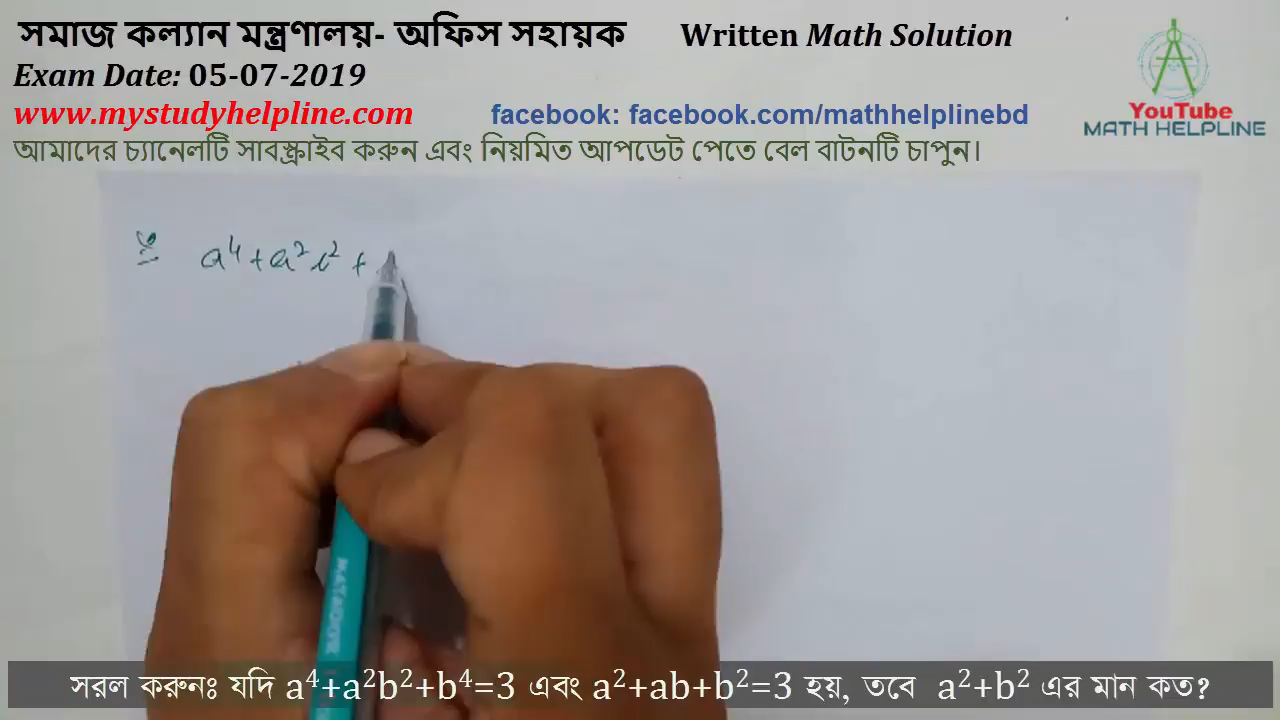 সমাজ কল্যান মন্ত্রণালয়- অফিস সহায়ক Written Math Solution
Exam Date: 05-07-2019
www.mystudyhelpline.com facebook: facebook.com/mathhelplinebd
YouTube
MATH HELPLINE
আমাদের চ্যানেলটি সাবস্ক্রাইব করুন এবং নিয়মিত আপডেট পেতে বেল বাটনটি চাপুন।
a⁴+a²b²+
MATADOR
সরল করুনঃ যদি a⁴+a²b²+b⁴=3 এবং a²+ab+b²=3 হয়, তবে a²+b² এর মান কত?